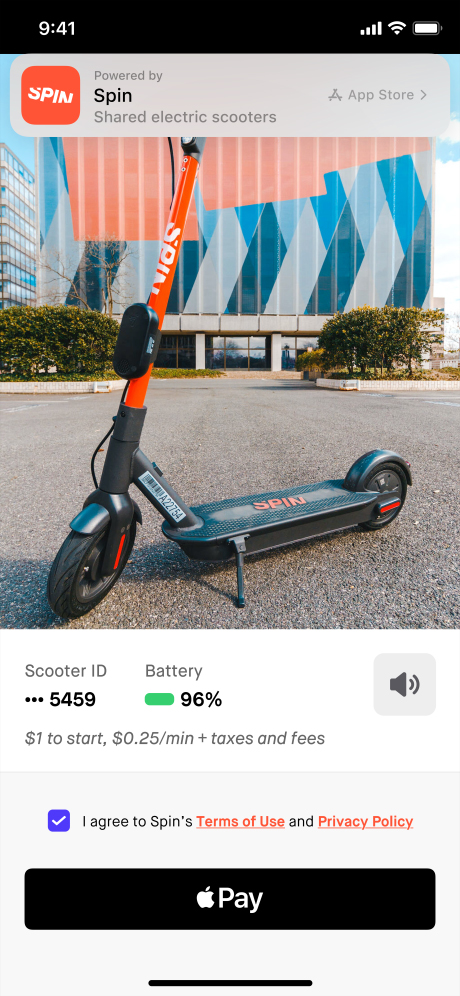 9:41
SPIN
Powered by
Spin
Shared electric scooters
App Store
SPIN
A22754
SPIN
Scooter ID
Battery
••• 5459
96%
$1 to start, $0.25/min + taxes and fees
I agree to Spin's Terms of Use and Privacy Policy
Pay